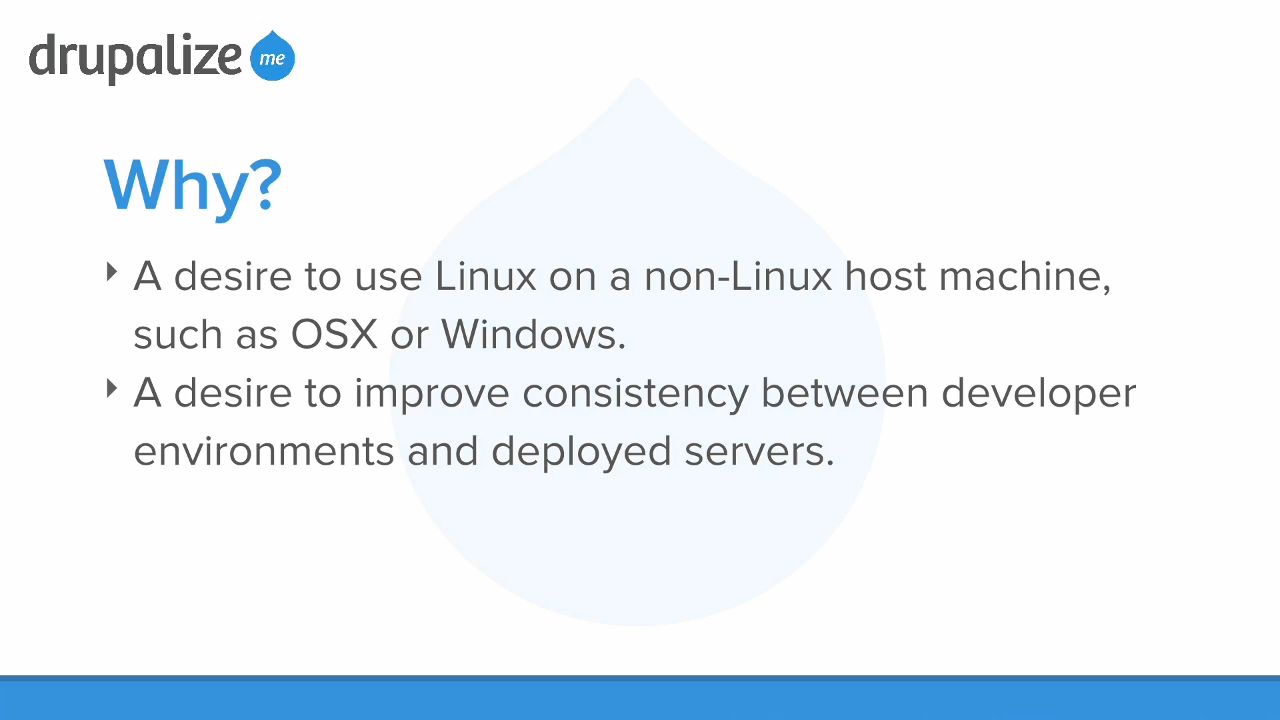 drupalize me
Why?
A desire to use Linux on a non-Linux host machine,
such as OSX or Windows.
A desire to improve consistency between developer
environments and deployed servers.